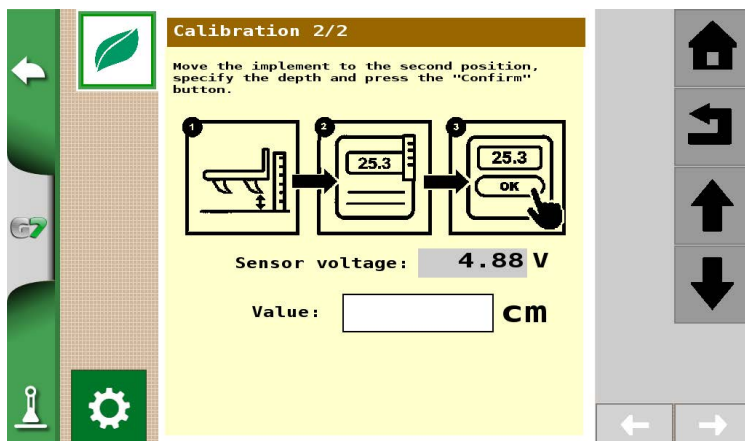 Calibration 2/2
Move the implement to the second position,
specify the depth and press the "Confirm"
button.
1
2
3
25.3
25.3
OK
Sensor voltage: 4.88 V
Value: cm
G7